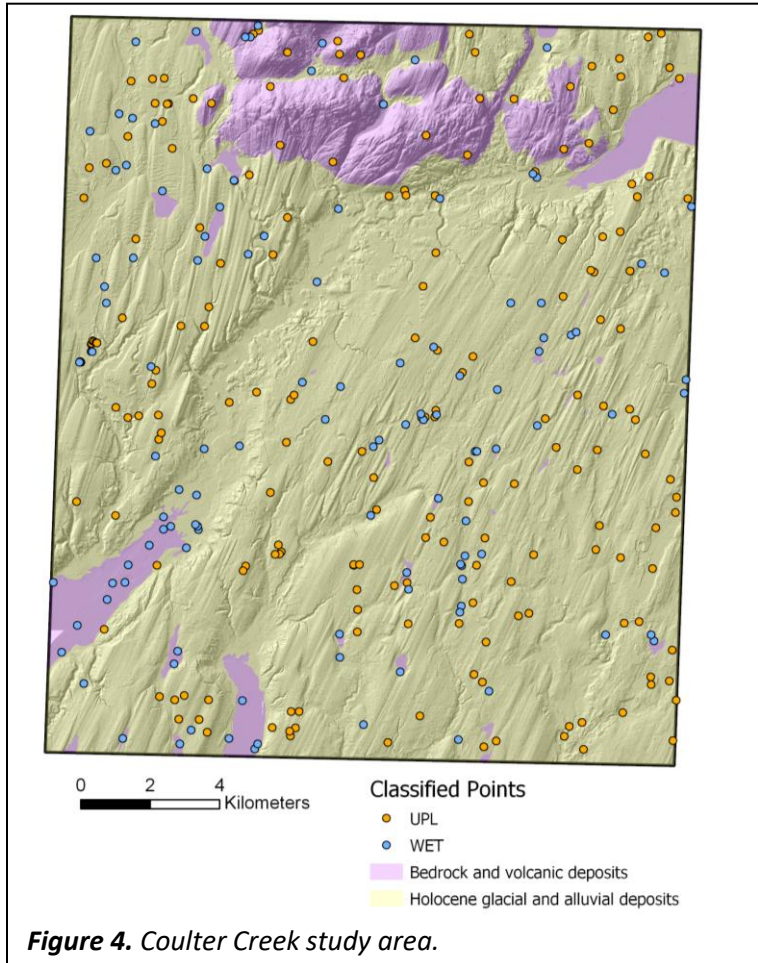 0 2 4
Kilometers
Classified Points
UPL
WET
Bedrock and volcanic deposits
Holocene glacial and alluvial deposits
Figure 4. Coulter Creek study area.